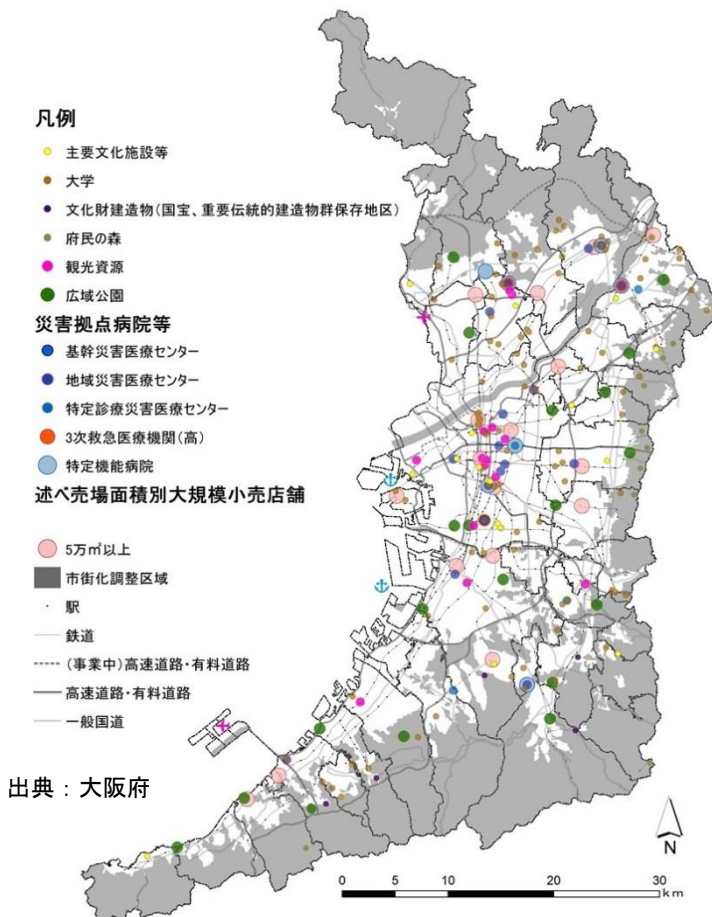 凡例
主要文化施設等
大学
文化財建造物(国宝、重要伝統的建造物群保存地区)
府民の森
観光資源
広域公園
災害拠点病院等
基幹災害医療センター
地域災害医療センター
特定診療災害医療センター
3次救急医療機関(高)
特定機能病院
述べ売場面積別大規模小売店舗
5万㎡以上
市街化調整区域
駅
鉄道
(事業中)高速道路・有料道路
高速道路・有料道路
一般国道
出典：大阪府
N
0 5 10 20 30
km